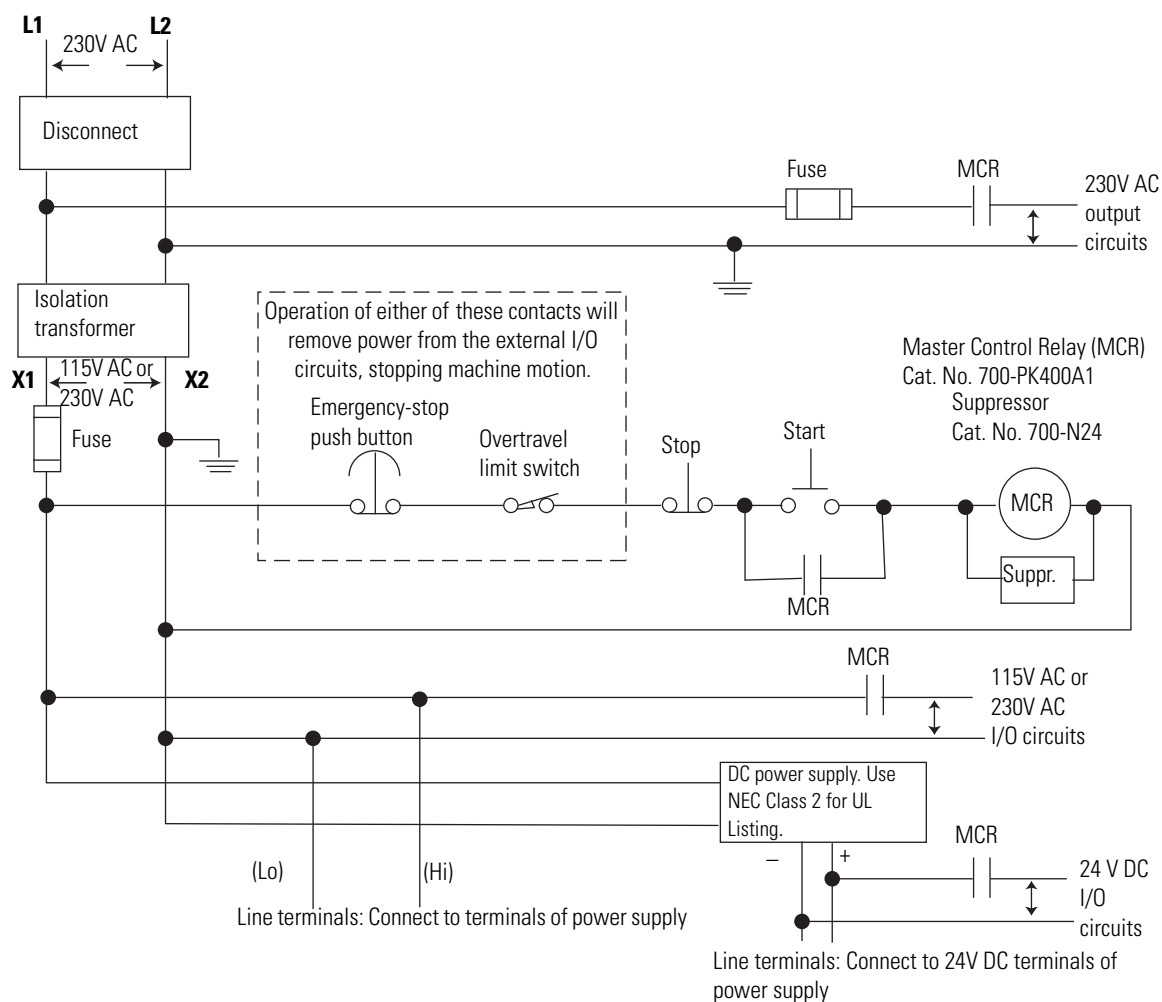 L1
L2
230V AC
Disconnect
Fuse
MCR
230V AC
output
circuits
Isolation
transformer
Operation of either of these contacts will
remove power from the external I/O
circuits, stopping machine motion.
X1
115V AC or
230V AC
X2
Fuse
Emergency-stop
push button
Overtravel
limit switch
Stop
Start
Master Control Relay (MCR)
Cat. No. 700-PK400A1
Suppressor
Cat. No. 700-N24
MCR
Suppr.
MCR
MCR
115V AC or
230V AC
I/O circuits
DC power supply. Use
NEC Class 2 for UL
Listing.
– +
MCR
24 V DC
I/O
circuits
(Lo)
(Hi)
Line terminals: Connect to terminals of power supply
Line terminals: Connect to 24V DC terminals of
power supply